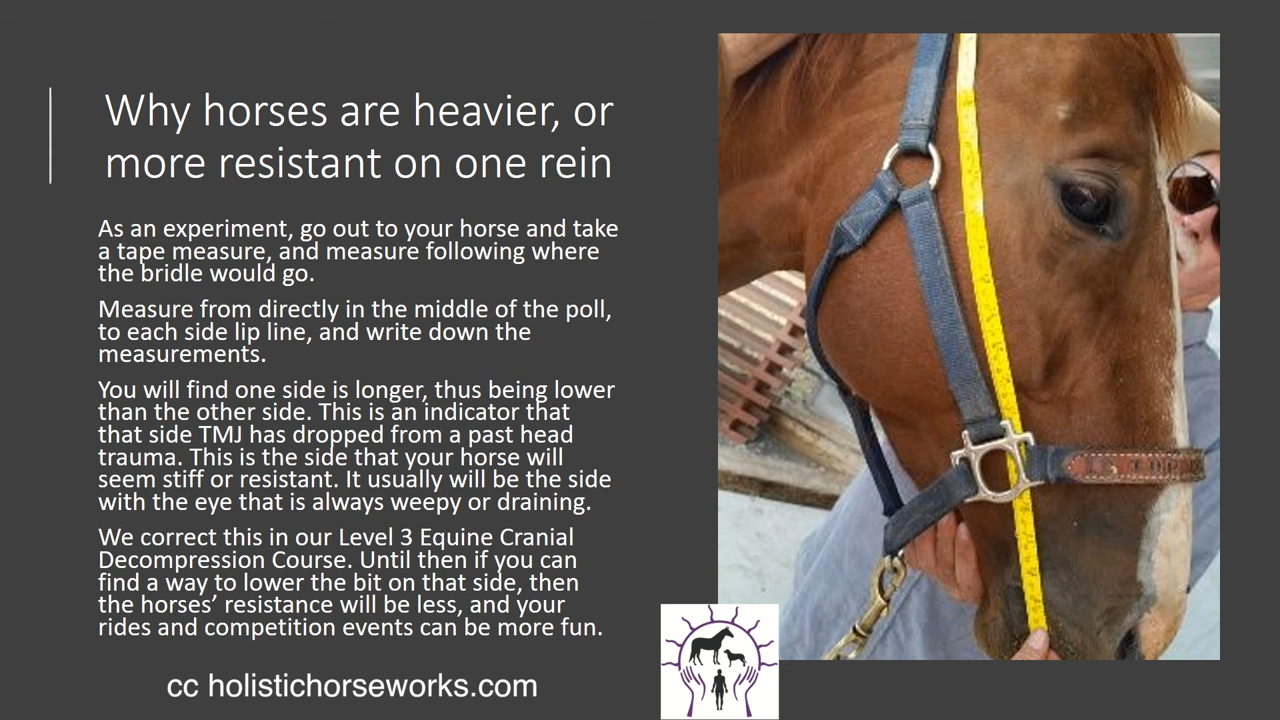 Why horses are heavier, or
more resistant on one rein
As an experiment, go out to your horse and take
a tape measure, and measure following where
the bridle would go.
Measure from directly in the middle of the poll,
to each side lip line, and write down the
measurements.
You will find one side is longer, thus being lower
than the other side. This is an indicator that
that side TMJ has dropped from a past head
trauma. This is the side that your horse will
seem stiff or resistant. It usually will be the side
with the eye that is always weepy or draining.
We correct this in our Level 3 Equine Cranial
Decompression Course. Until then if you can
find a way to lower the bit on that side, then
the horses’ resistance will be less, and your
rides and competition events can be more fun.
cc holistichorseworks.com